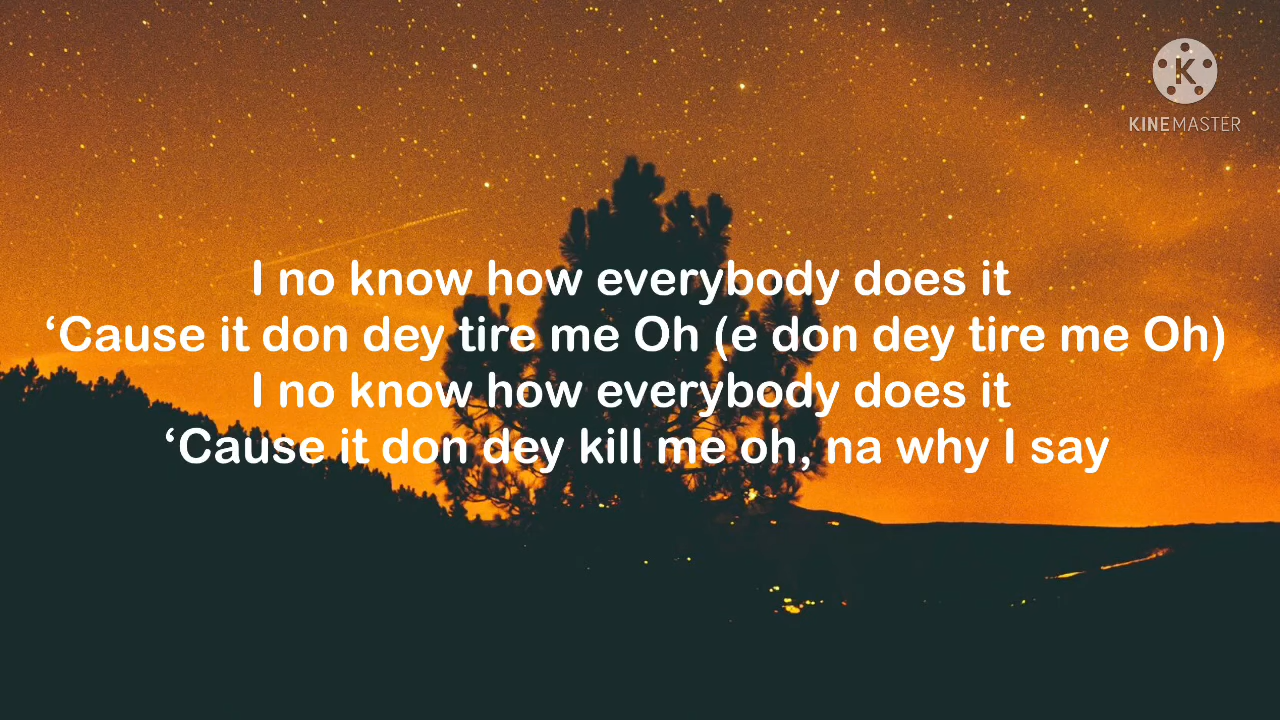 KINEMASTER
I no know how everybody does it
‘Cause it don dey tire me Oh (e don dey tire me Oh)
I no know how everybody does it
‘Cause it don dey kill me oh, na why I say